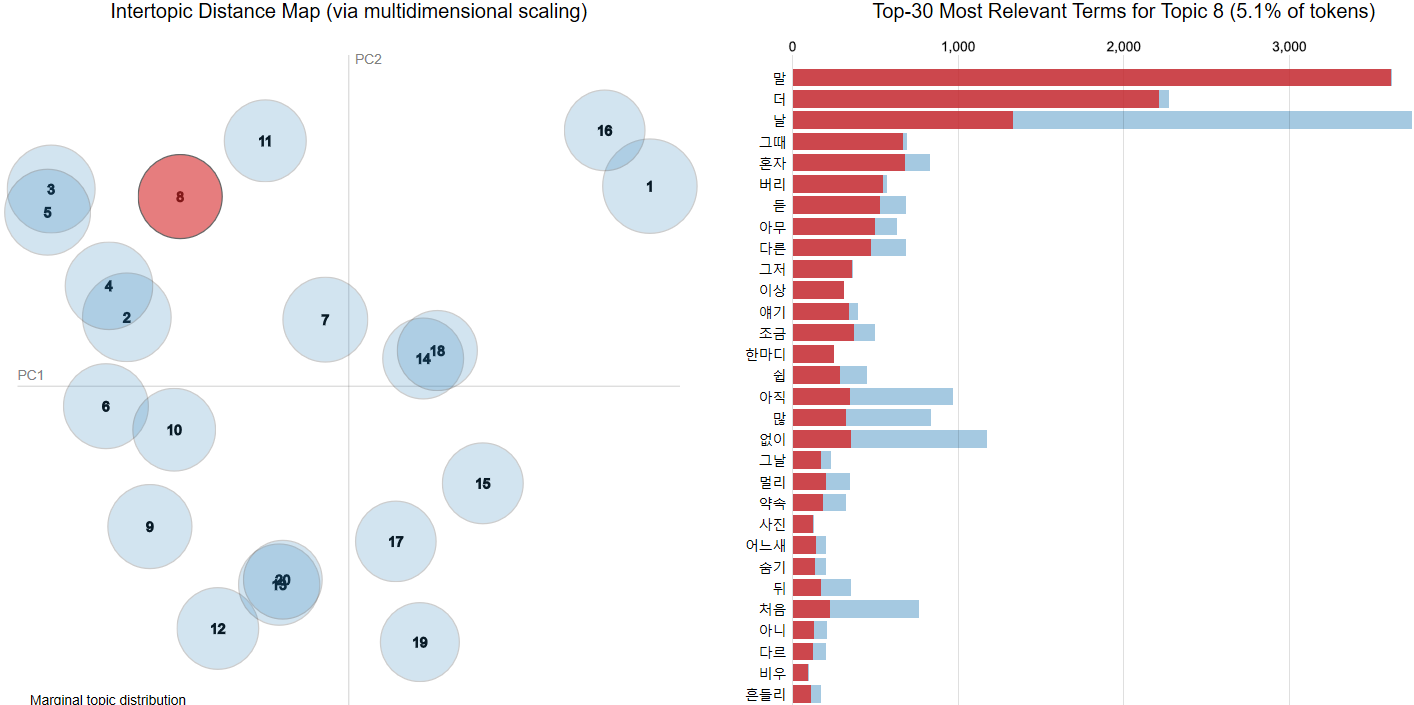 Intertopic Distance Map (via multidimensional scaling)
PC2
PC1
11
16
1
3
5
8
4
2
7
14
18
6
10
15
9
17
20
12
19
Marginal topic distribution
Top-30 Most Relevant Terms for Topic 8 (5.1% of tokens)
0 1,000 2,000 3,000
말
더
날
그때
혼자
버리
듣
아무
다른
그저
이상
얘기
조금
한마디
쉽
아직
많
없이
그날
멀리
약속
사진
어느새
숨기
뒤
처음
아니
다르
비우
흔들리